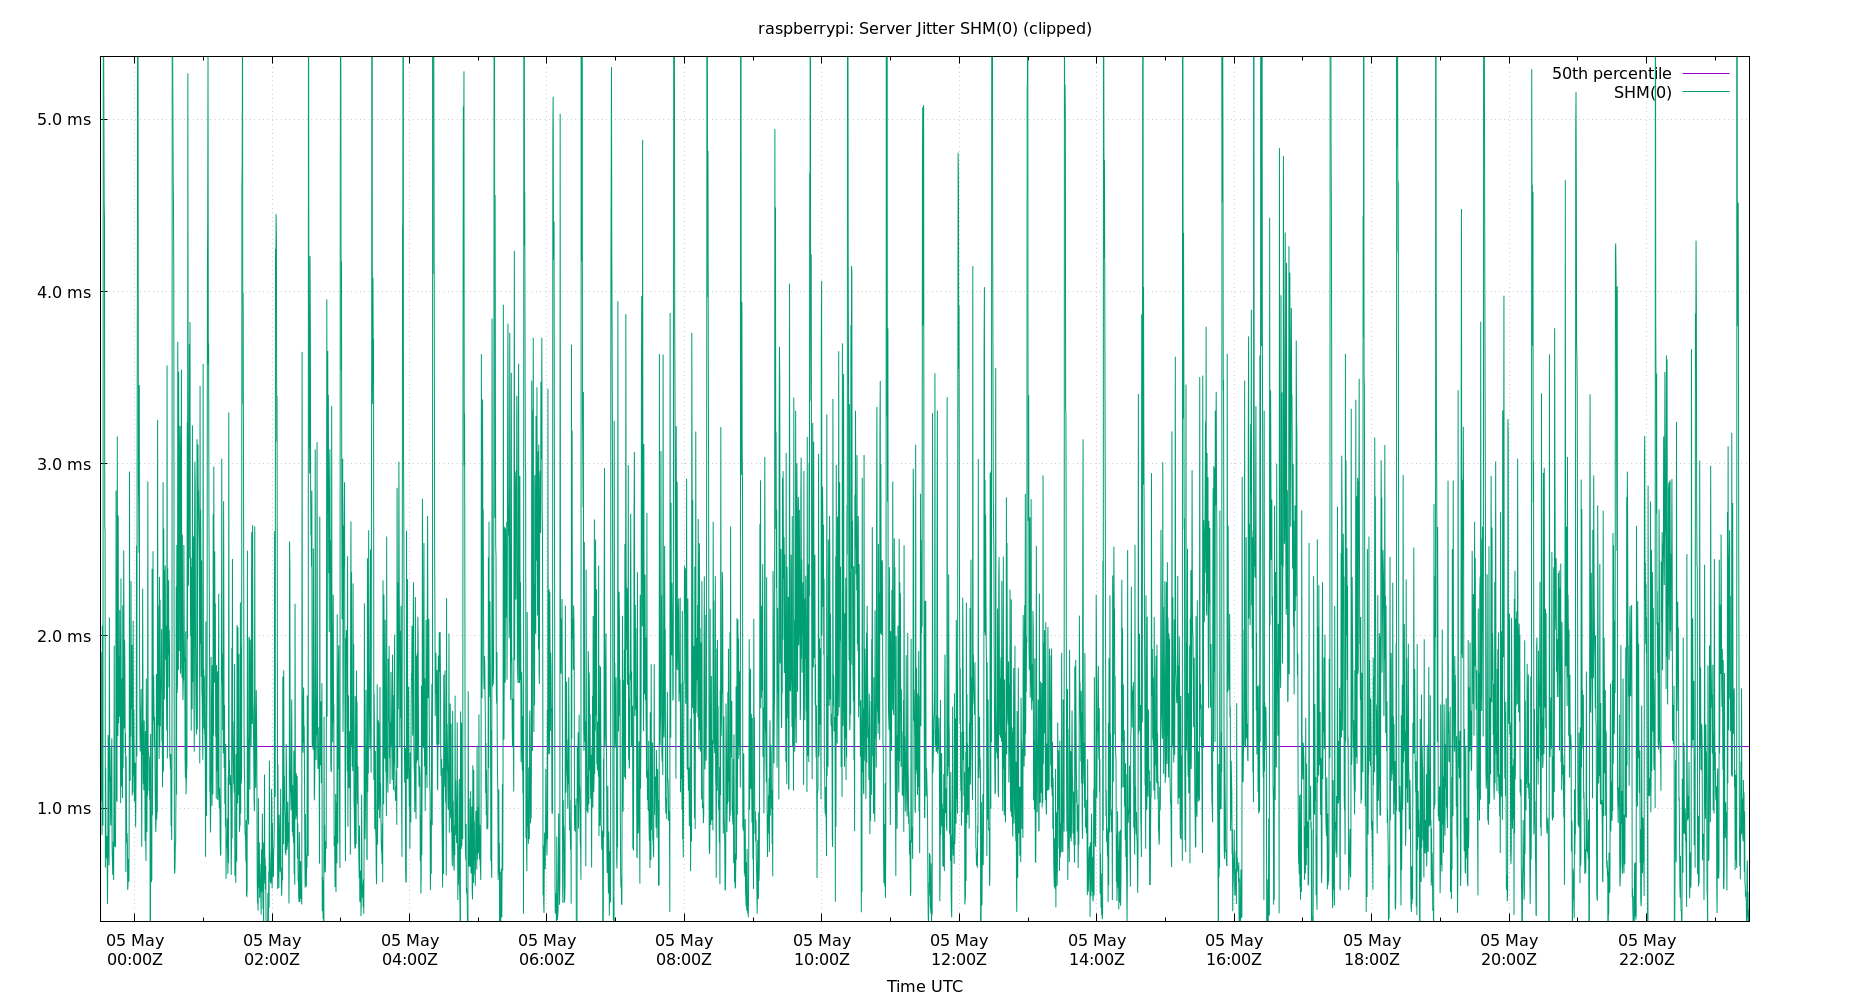 raspberrypi: Server Jitter SHM(0) (clipped)
50th percentile
SHM(0)
5.0 ms
4.0 ms
3.0 ms
2.0 ms
1.0 ms
05 May 05 May 05 May 05 May 05 May 05 May 05 May 05 May 05 May 05 May 05 May 05 May
00:00Z 02:00Z 04:00Z 06:00Z 08:00Z 10:00Z 12:00Z 14:00Z 16:00Z 18:00Z 20:00Z 22:00Z
Time UTC